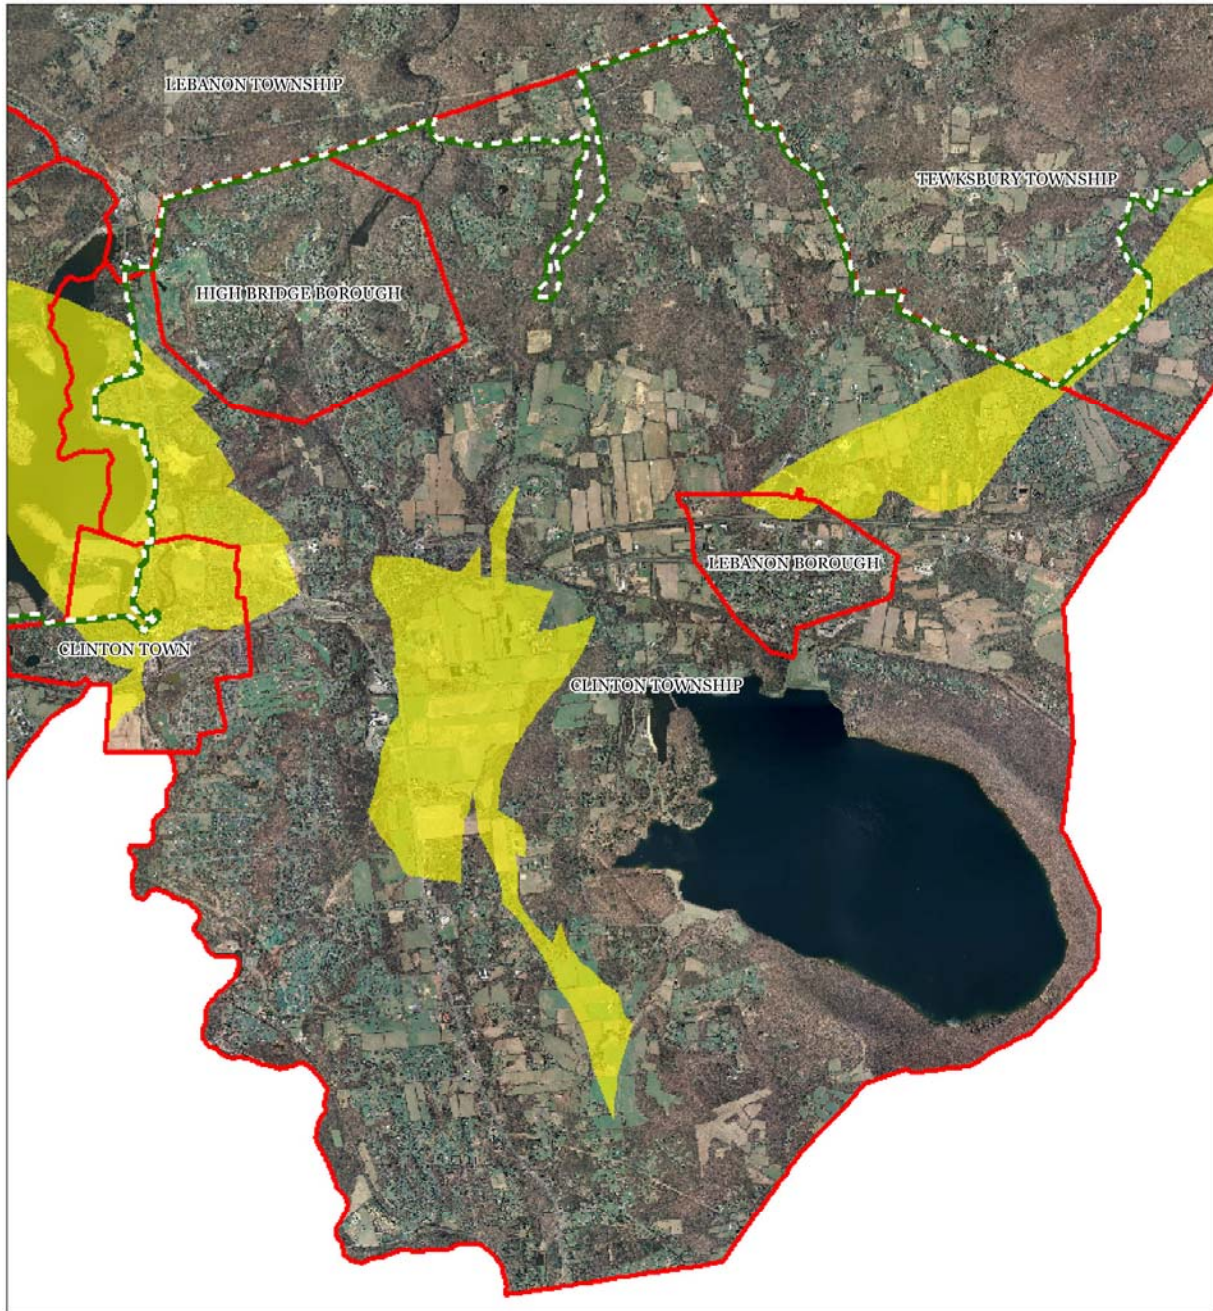 LEBANON TOWNSHIP
TEWKSBURY TOWNSHIP
HIGH BRIDGE BOROUGH
LEBANON BOROUGH
CLINTON TOWN
CLINTON TOWNSHIP